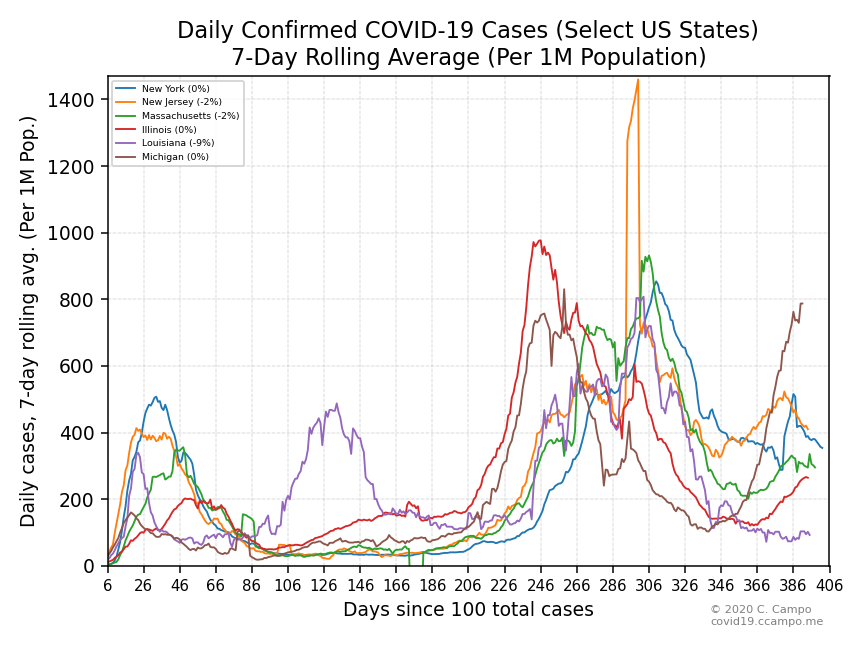 Daily Confirmed COVID-19 Cases (Select US States)
7-Day Rolling Average (Per 1M Population)
Daily cases, 7-day rolling avg. (Per 1M Pop.)
1400
1200
1000
800
600
400
200
0
New York (0%)
New Jersey (-2%)
Massachusetts (-2%)
Illinois (0%)
Louisiana (-9%)
Michigan (0%)
6 26 46 66 86 106 126 146 166 186 206 226 246 266 286 306 326 346 366 386 406
Days since 100 total cases
© 2020 C. Campo
covid19.ccampo.me